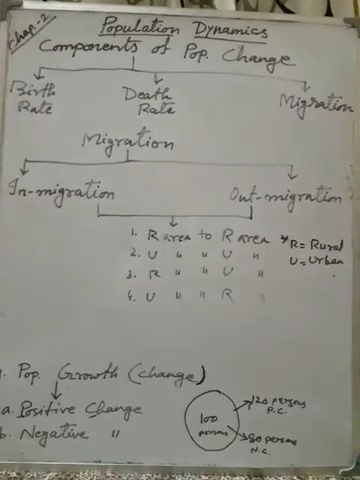 Chap-2
Population Dynamics
Components of Pop. Change
Birth Rate
Death Rate
Migration
Migration
In-migration
Out-migration
1. R area to R area
2. U " " U "
3. R " " U "
4. U " " R "
* R = Rural
U = Urban
Pop. Growth (change)
a. Positive Change
b. Negative "
100 persons
120 persons
P.C.
80 persons
N.C.